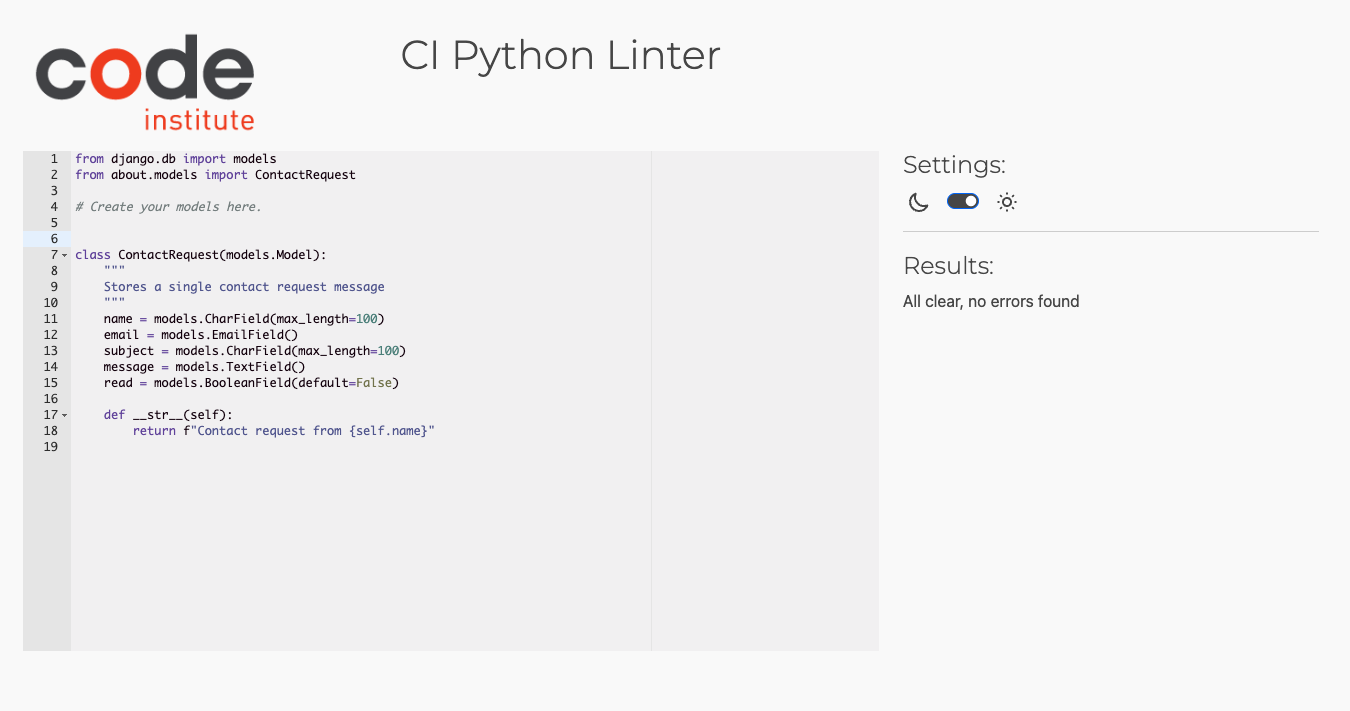 code
institute
CI Python Linter
1 from django.db import models
2 from about.models import ContactRequest
3
4 # Create your models here.
5
6
7 class ContactRequest(models.Model):
8     """
9     Stores a single contact request message
10     """
11     name = models.CharField(max_length=100)
12     email = models.EmailField()
13     subject = models.CharField(max_length=100)
14     message = models.TextField()
15     read = models.BooleanField(default=False)
16
17     def __str__(self):
18         return f"Contact request from {self.name}"
19
Settings:
Results:
All clear, no errors found